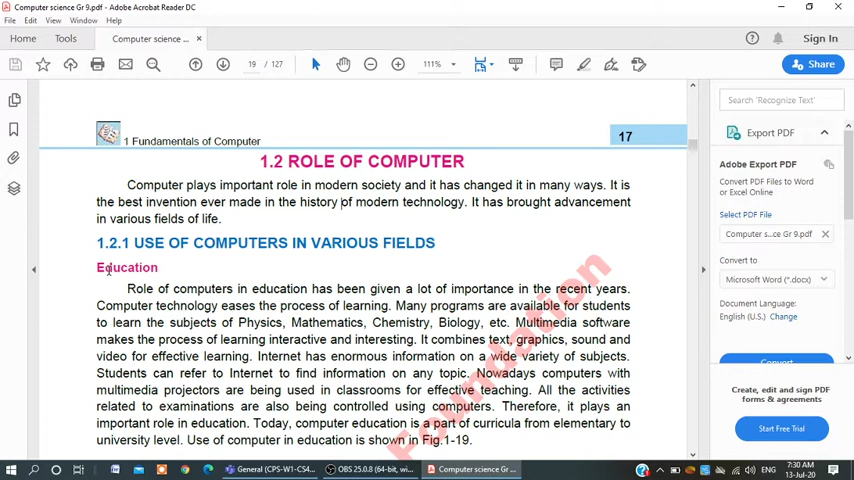 Computer science Gr 9.pdf - Adobe Acrobat Reader DC
File Edit View Window Help
Home Tools Computer science ... × Sign In
19 / 127 111% Share
1 Fundamentals of Computer 17
1.2 ROLE OF COMPUTER
Computer plays important role in modern society and it has changed it in many ways. It is
the best invention ever made in the history of modern technology. It has brought advancement
in various fields of life.
1.2.1 USE OF COMPUTERS IN VARIOUS FIELDS
Education
Role of computers in education has been given a lot of importance in the recent years.
Computer technology eases the process of learning. Many programs are available for students
to learn the subjects of Physics, Mathematics, Chemistry, Biology, etc. Multimedia software
makes the process of learning interactive and interesting. It combines text, graphics, sound and
video for effective learning. Internet has enormous information on a wide variety of subjects.
Students can refer to Internet to find information on any topic. Nowadays computers with
multimedia projectors are being used in classrooms for effective teaching. All the activities
related to examinations are also being controlled using computers. Therefore, it plays an
important role in education. Today, computer education is a part of curricula from elementary to
university level. Use of computer in education is shown in Fig.1-19.
Foundation
Search 'Recognize Text'
Export PDF
Adobe Export PDF
Convert PDF Files to Word
or Excel Online
Select PDF File
Computer s...ce Gr 9.pdf
Convert to
Microsoft Word (*.docx)
Document Language:
English (U.S.) Change
Convert
Create, edit and sign PDF
forms & agreements
Start Free Trial
General (CPS-W1-CS4... OBS 25.0.8 (64-bit, wi... Computer science Gr ... ENG 7:30 AM
13-Jul-20